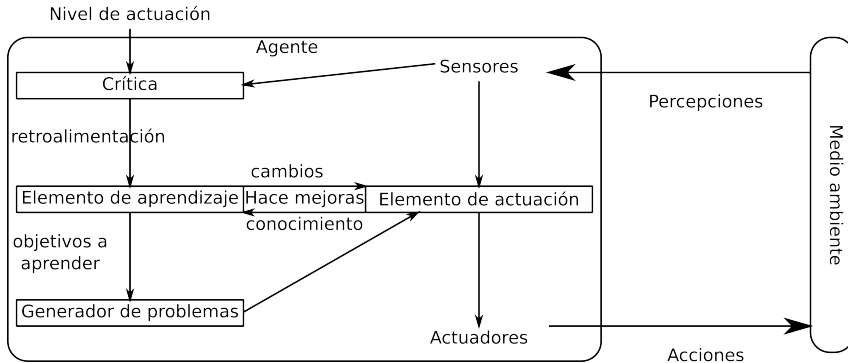 Nivel de actuación
Agente
Sensores
Crítica
Percepciones
retroalimentación
cambios
Elemento de aprendizaje
Hace mejoras
Elemento de actuación
conocimiento
objetivos a
aprender
Generador de problemas
Actuadores
Acciones
Medio ambiente